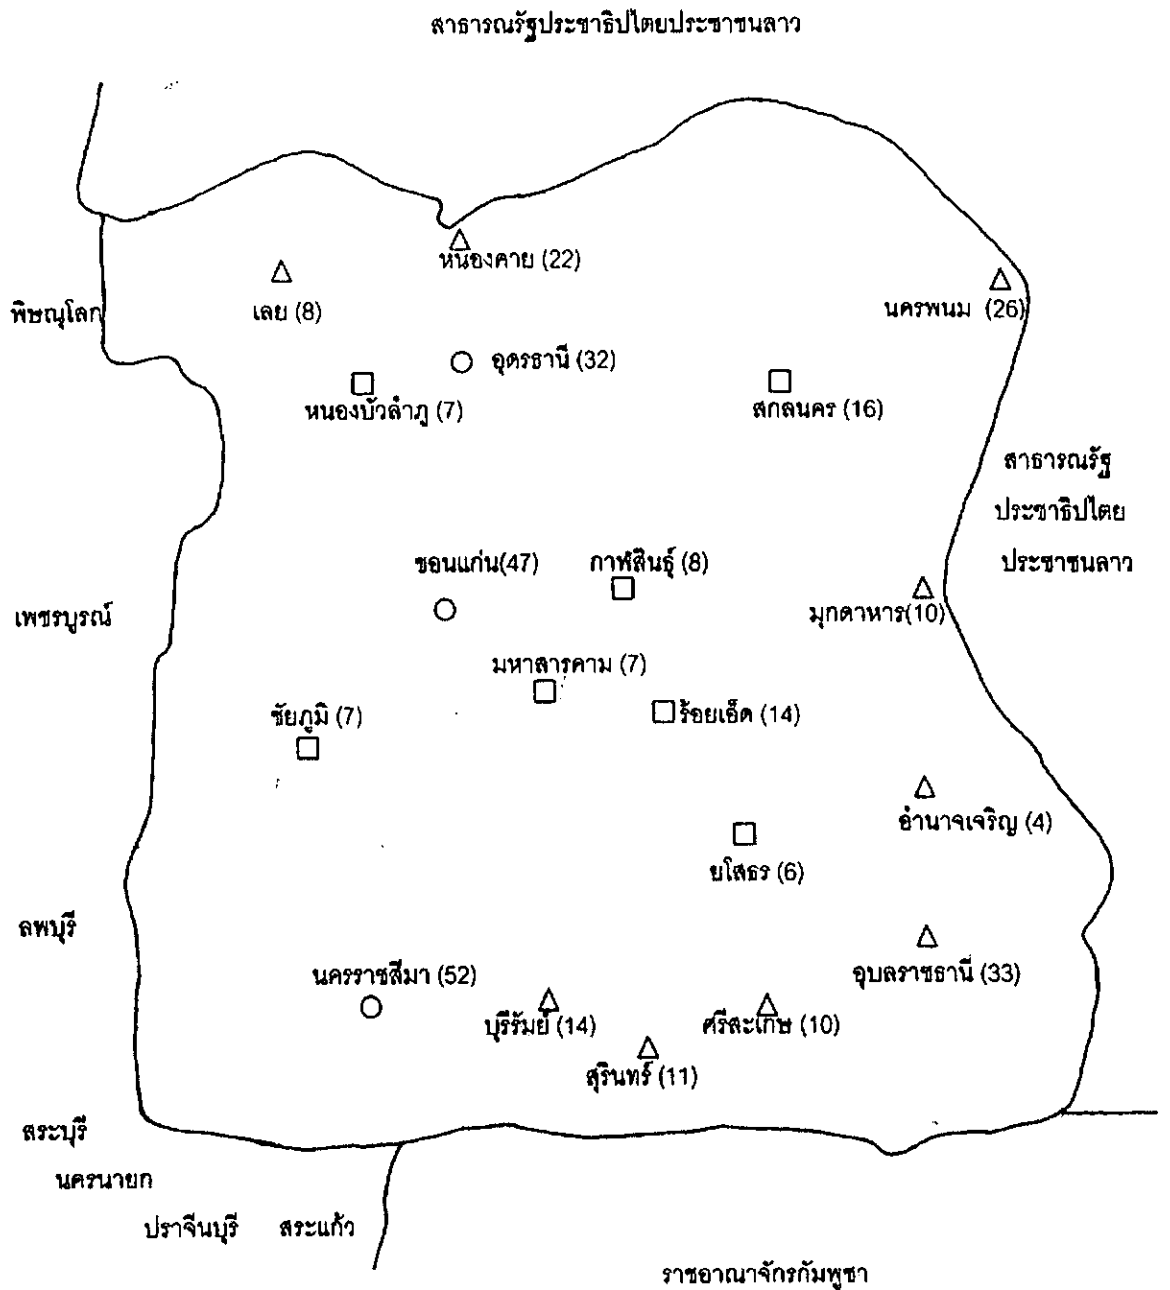 สาธารณรัฐประชาธิปไตยประชาชนลาว
หนองคาย (22)
เลย (8)
นครพนม (26)
พิษณุโลก
อุดรธานี (32)
หนองบัวลำภู (7)
สกลนคร (16)
สาธารณรัฐ
ประชาธิปไตย
ประชาชนลาว
ขอนแก่น(47)
กาฬสินธุ์ (8)
เพชรบูรณ์
มุกดาหาร(10)
มหาสารคาม (7)
ชัยภูมิ (7)
ร้อยเอ็ด (14)
อำนาจเจริญ (4)
ยโสธร (6)
ลพบุรี
อุบลราชธานี (33)
นครราชสีมา (52)
บุรีรัมย์ (14)
ศรีสะเกษ (10)
สุรินทร์ (11)
สระบุรี
นครนายก
ปราจีนบุรี สระแก้ว
ราชอาณาจักรกัมพูชา